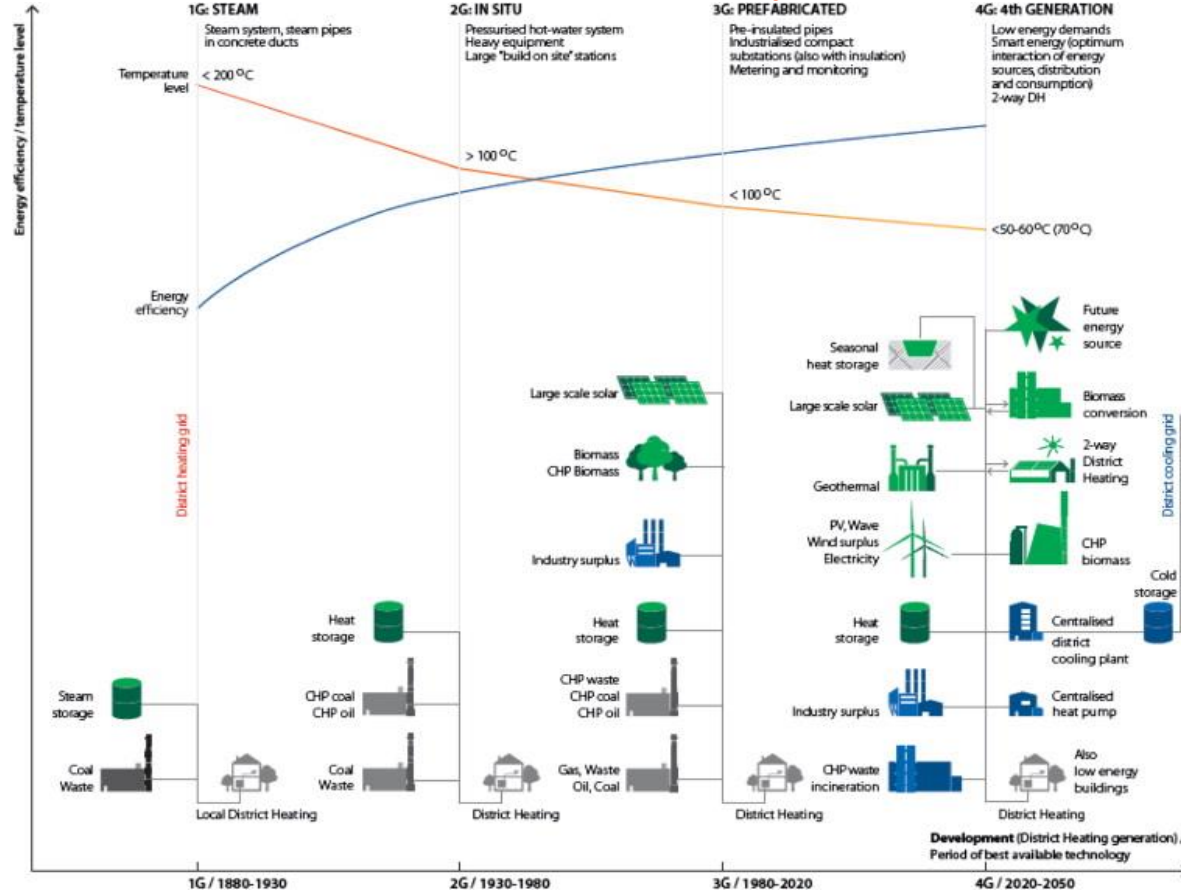 1G: STEAM
Steam system, steam pipes
in concrete ducts
2G: IN SITU
Pressurised hot-water system
Heavy equipment
Large "build on site" stations
3G: PREFABRICATED
Pre-insulated pipes
Industrialised compact
substations (also with insulation)
Metering and monitoring
4G: 4th GENERATION
Low energy demands
Smart energy (optimum
interaction of energy
sources, distribution
and consumption)
2-way DH
Energy efficiency / temperature level
Temperature
level
< 200 °C
> 100 °C
< 100 °C
<50-60°C (70°C)
Energy
efficiency
District heating grid
Steam
storage
Coal
Waste
Local District Heating
Heat
storage
CHP coal
CHP oil
Coal
Waste
District Heating
Large scale solar
Biomass
CHP Biomass
Industry surplus
Heat
storage
CHP waste
CHP coal
CHP oil
Gas, Waste
Oil, Coal
District Heating
Seasonal
heat storage
Large scale solar
Geothermal
PV, Wave
Wind surplus
Electricity
Heat
storage
Industry surplus
CHP waste
incineration
Future
energy
source
Biomass
conversion
2-way
District
Heating
CHP
biomass
Centralised
district
cooling plant
Centralised
heat pump
Also
low energy
buildings
District Heating
District cooling grid
Cold
storage
Development (District Heating generation) /
Period of best available technology
1G / 1880-1930
2G / 1930-1980
3G / 1980-2020
4G / 2020-2050